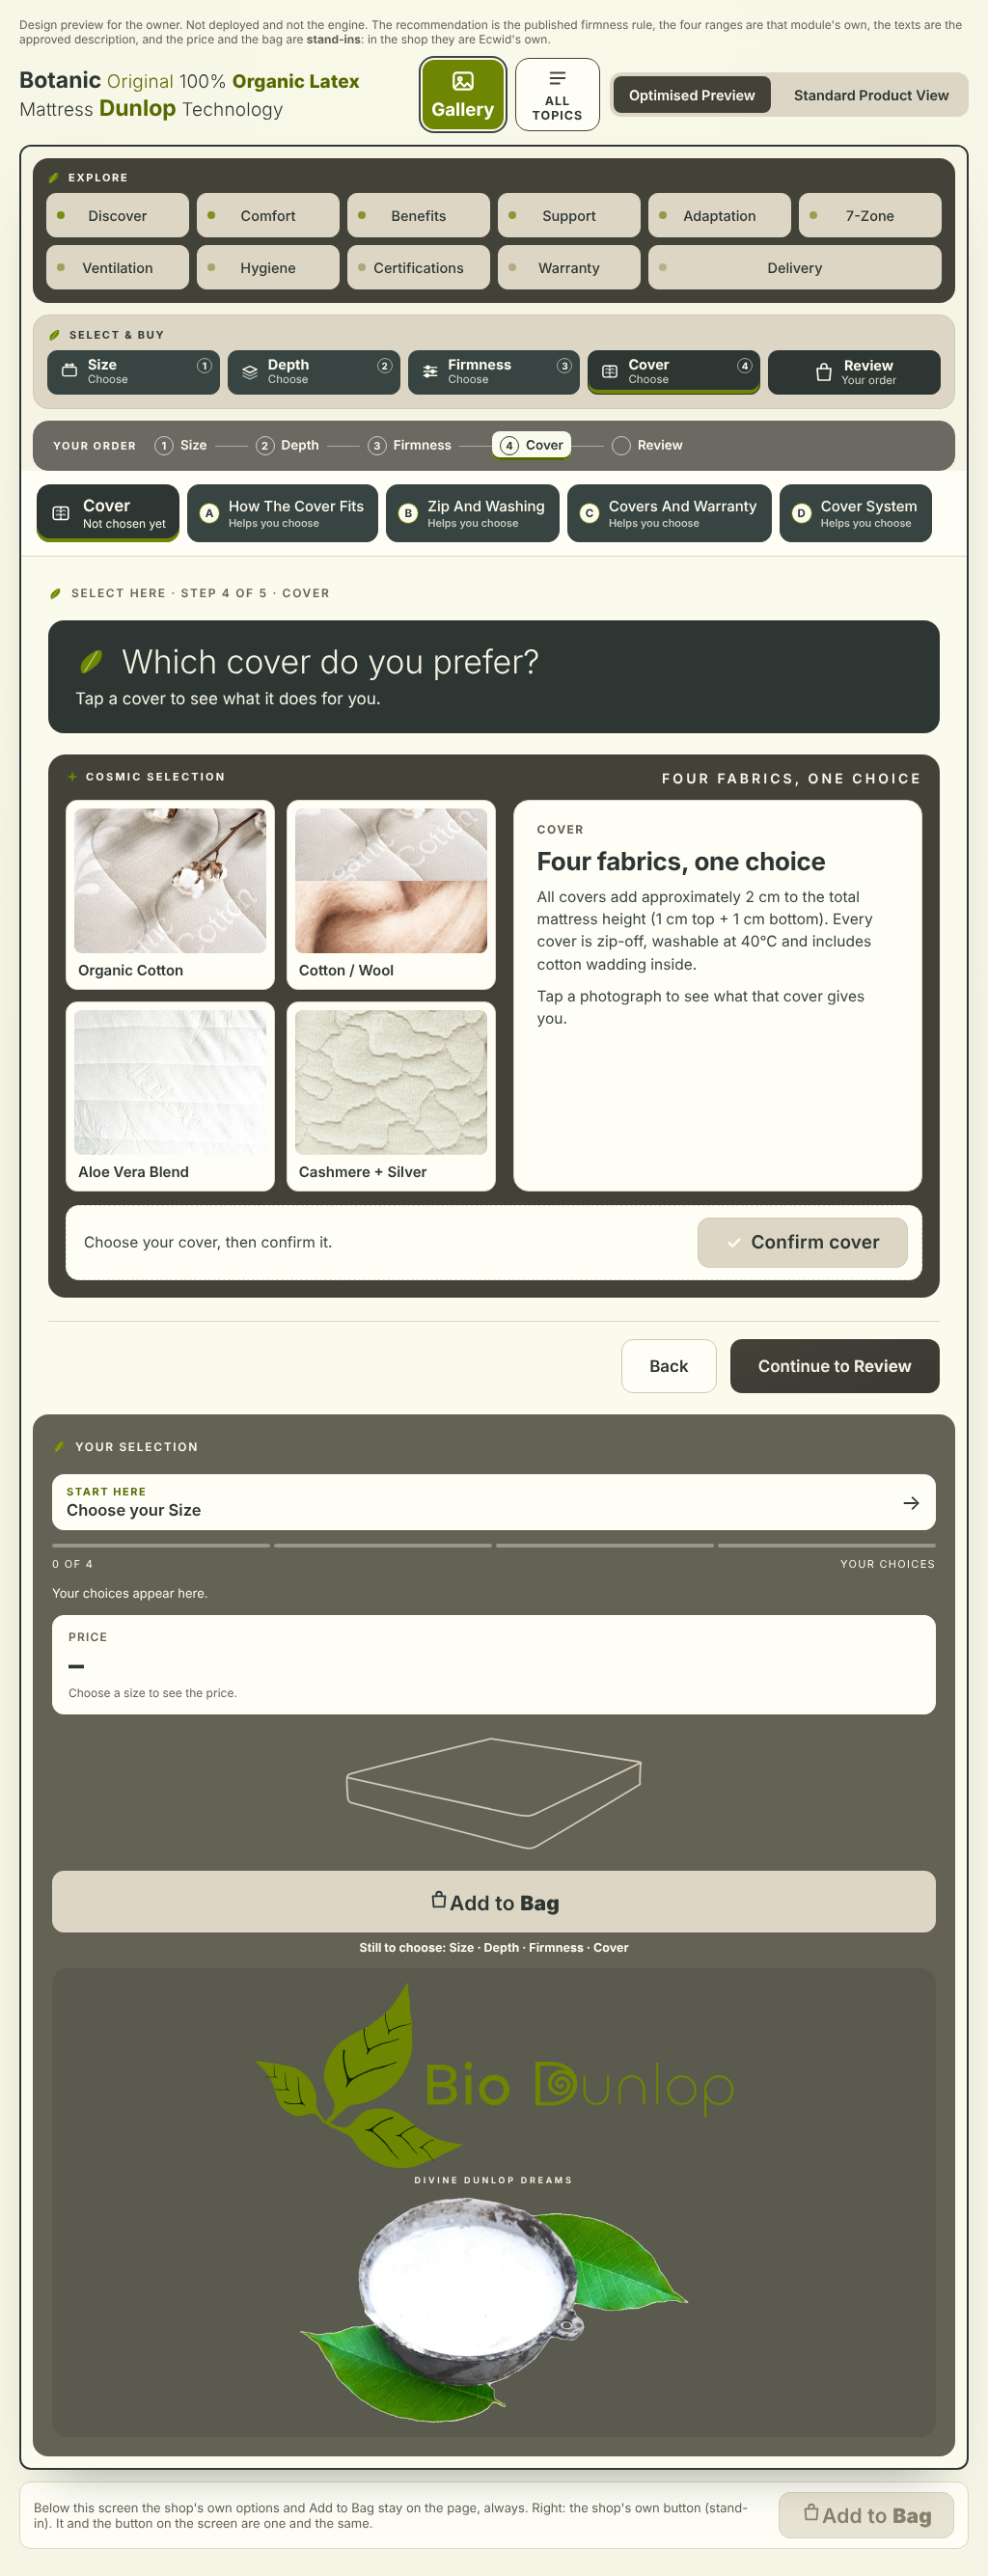 Design preview for the owner. Not deployed and not the engine. The recommendation is the published firmness rule, the four ranges are that module's own, the texts are the
approved description, and the price and the bag are stand-ins: in the shop they are Ecwid's own.
Botanic Original 100% Organic Latex
Mattress Dunlop Technology
Gallery
ALL
TOPICS
Optimised Preview
Standard Product View
EXPLORE
Discover
Comfort
Benefits
Support
Adaptation
7-Zone
Ventilation
Hygiene
Certifications
Warranty
Delivery
SELECT & BUY
Size
Choose
1
Depth
Choose
2
Firmness
Choose
3
Cover
Choose
4
Review
Your order
YOUR ORDER
1 Size
2 Depth
3 Firmness
4 Cover
Review
Cover
Not chosen yet
A
How The Cover Fits
Helps you choose
B
Zip And Washing
Helps you choose
C
Covers And Warranty
Helps you choose
D
Cover System
Helps you choose
SELECT HERE · STEP 4 OF 5 · COVER
Which cover do you prefer?
Tap a cover to see what it does for you.
COSMIC SELECTION
FOUR FABRICS, ONE CHOICE
Organic Cotton
Cotton / Wool
Aloe Vera Blend
Cashmere + Silver
COVER
Four fabrics, one choice
All covers add approximately 2 cm to the total
mattress height (1 cm top + 1 cm bottom). Every
cover is zip-off, washable at 40°C and includes
cotton wadding inside.
Tap a photograph to see what that cover gives
you.
Choose your cover, then confirm it.
Confirm cover
Back
Continue to Review
YOUR SELECTION
START HERE
Choose your Size
0 OF 4
YOUR CHOICES
Your choices appear here.
PRICE
–
Choose a size to see the price.
Add to Bag
Still to choose: Size · Depth · Firmness · Cover
Bio Dunlop
DIVINE DUNLOP DREAMS
Below this screen the shop's own options and Add to Bag stay on the page, always. Right: the shop's own button (stand-
in). It and the button on the screen are one and the same.
Add to Bag